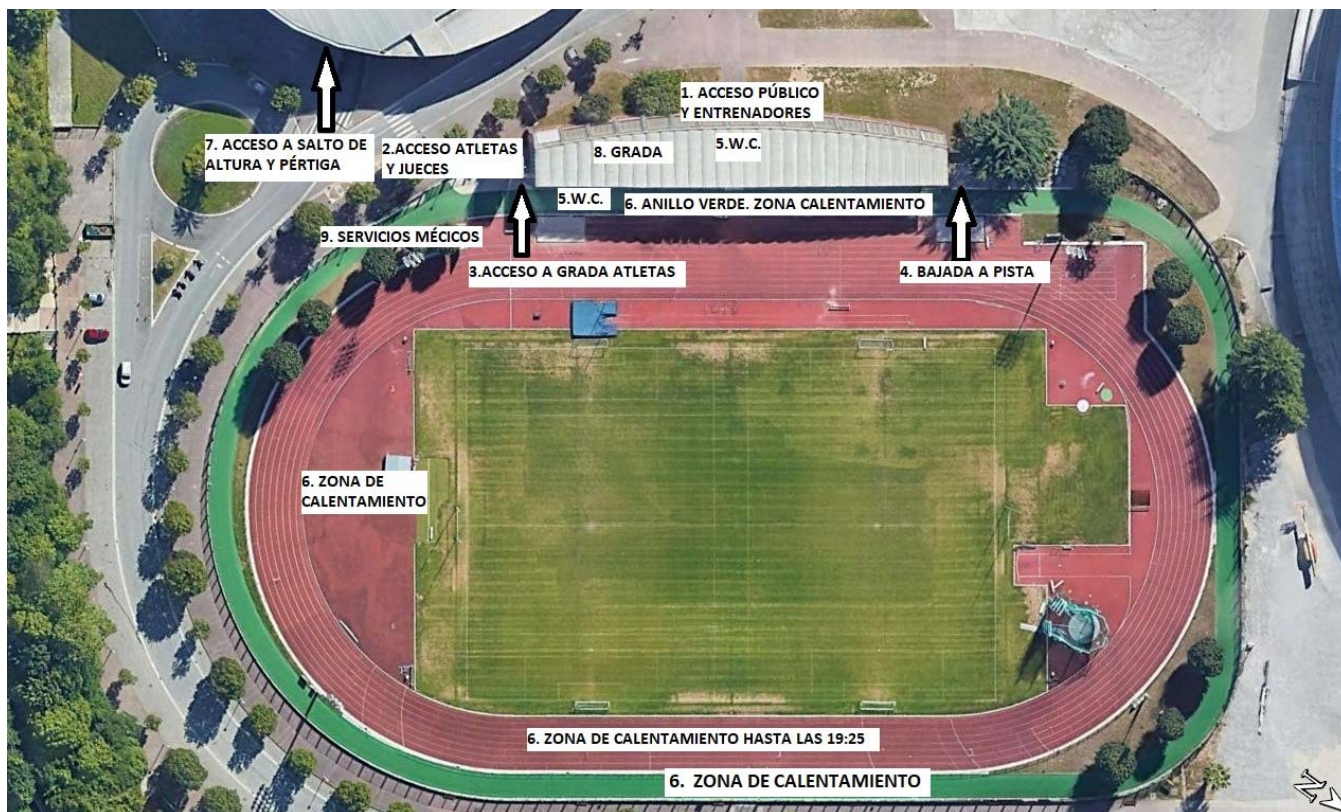 1. ACCESO PÚBLICO
Y ENTRENADORES
7. ACCESO A SALTO DE
ALTURA Y PÉRTIGA
2.ACCESO ATLETAS
Y JUECES
8. GRADA
5.W.C.
5.W.C.
6. ANILLO VERDE. ZONA CALENTAMIENTO
9. SERVICIOS MÉCICOS
3.ACCESO A GRADA ATLETAS
4. BAJADA A PISTA
6. ZONA DE
CALENTAMIENTO
6. ZONA DE CALENTAMIENTO HASTA LAS 19:25
6. ZONA DE CALENTAMIENTO
N